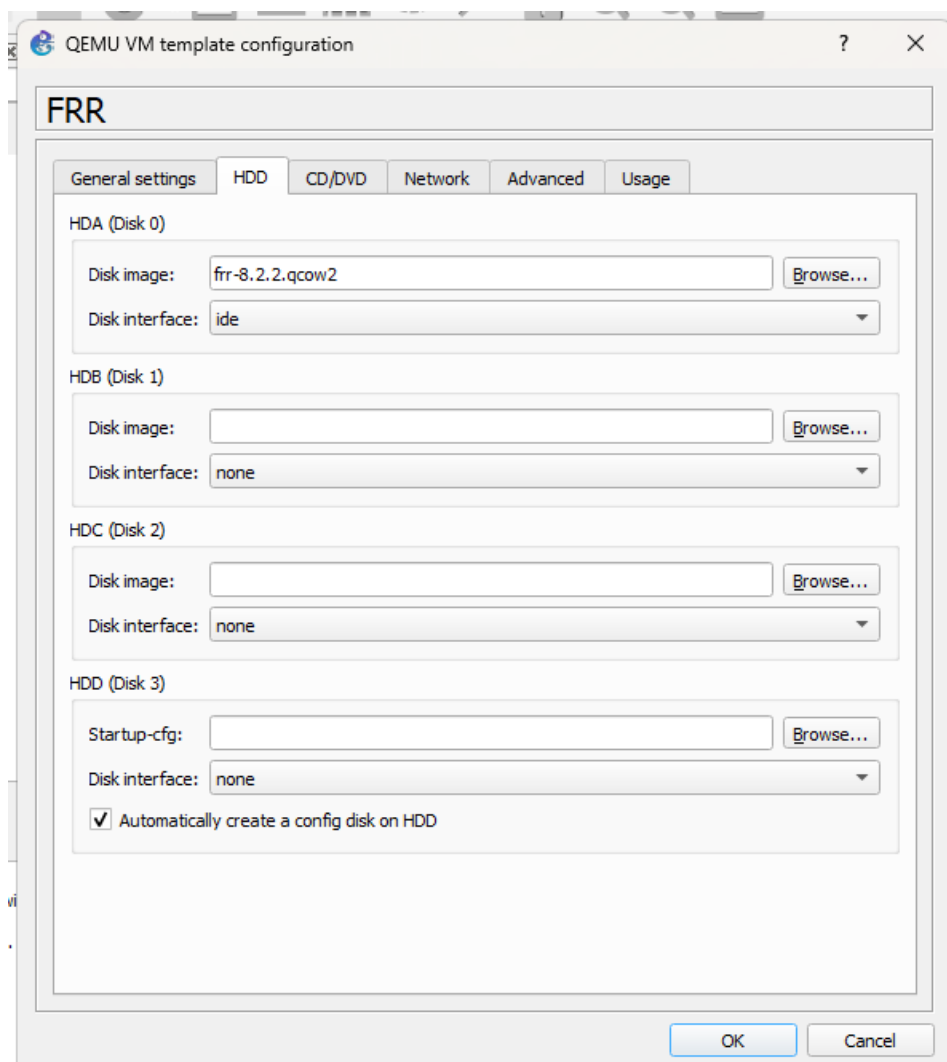 QEMU VM template configuration ?
FRR
General settings HDD CD/DVD Network Advanced Usage
HDA (Disk 0)
Disk image: frr-8.2.2.qcow2 Browse...
Disk interface: ide
HDB (Disk 1)
Disk image: Browse...
Disk interface: none
HDC (Disk 2)
Disk image: Browse...
Disk interface: none
HDD (Disk 3)
Startup-cfg: Browse...
Disk interface: none
Automatically create a config disk on HDD
OK Cancel